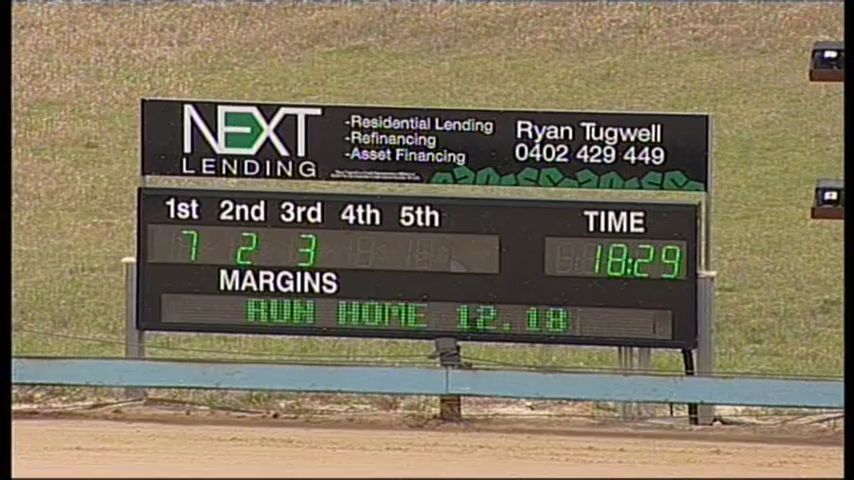 NEXT
LENDING
-Residential Lending
-Refinancing
-Asset Financing
Ryan Tugwell
0402 429 449
1st 2nd 3rd 4th 5th TIME
7 2 3 18:29
MARGINS
RUN HOME 12.18